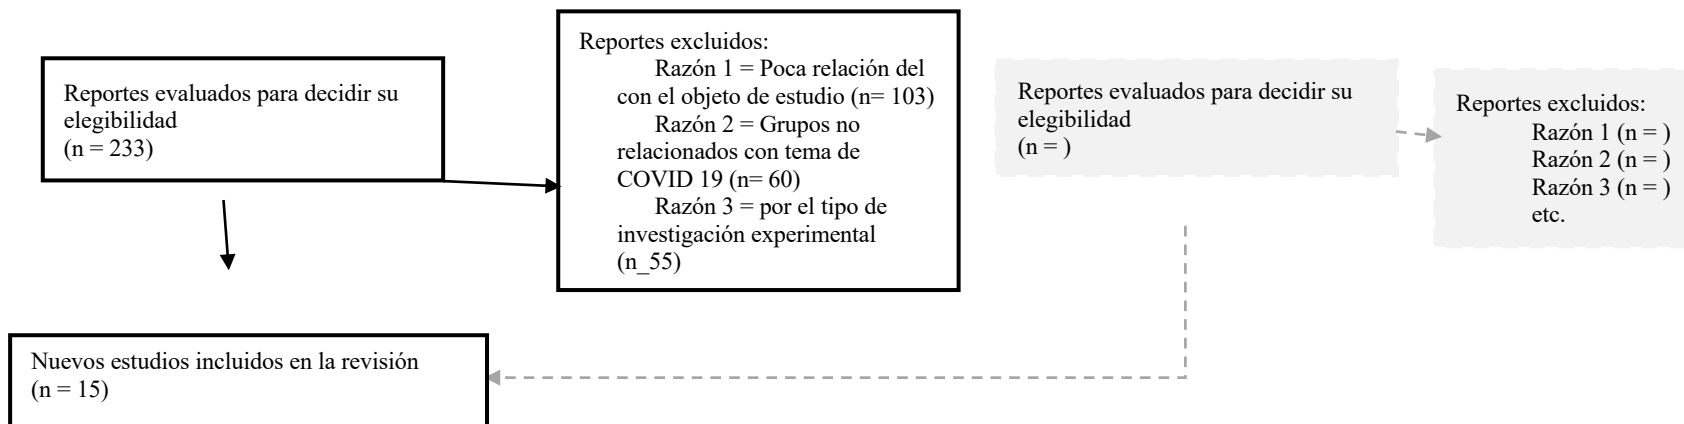 Reportes evaluados para decidir su
elegibilidad
(n = 233)
Reportes excluidos:
Razón 1 = Poca relación del
con el objeto de estudio (n= 103)
Razón 2 = Grupos no
relacionados con tema de
COVID 19 (n= 60)
Razón 3 = por el tipo de
investigación experimental
(n_55)
Reportes evaluados para decidir su
elegibilidad
(n = )
Reportes excluidos:
Razón 1 (n = )
Razón 2 (n = )
Razón 3 (n = )
etc.
Nuevos estudios incluidos en la revisión
(n = 15)